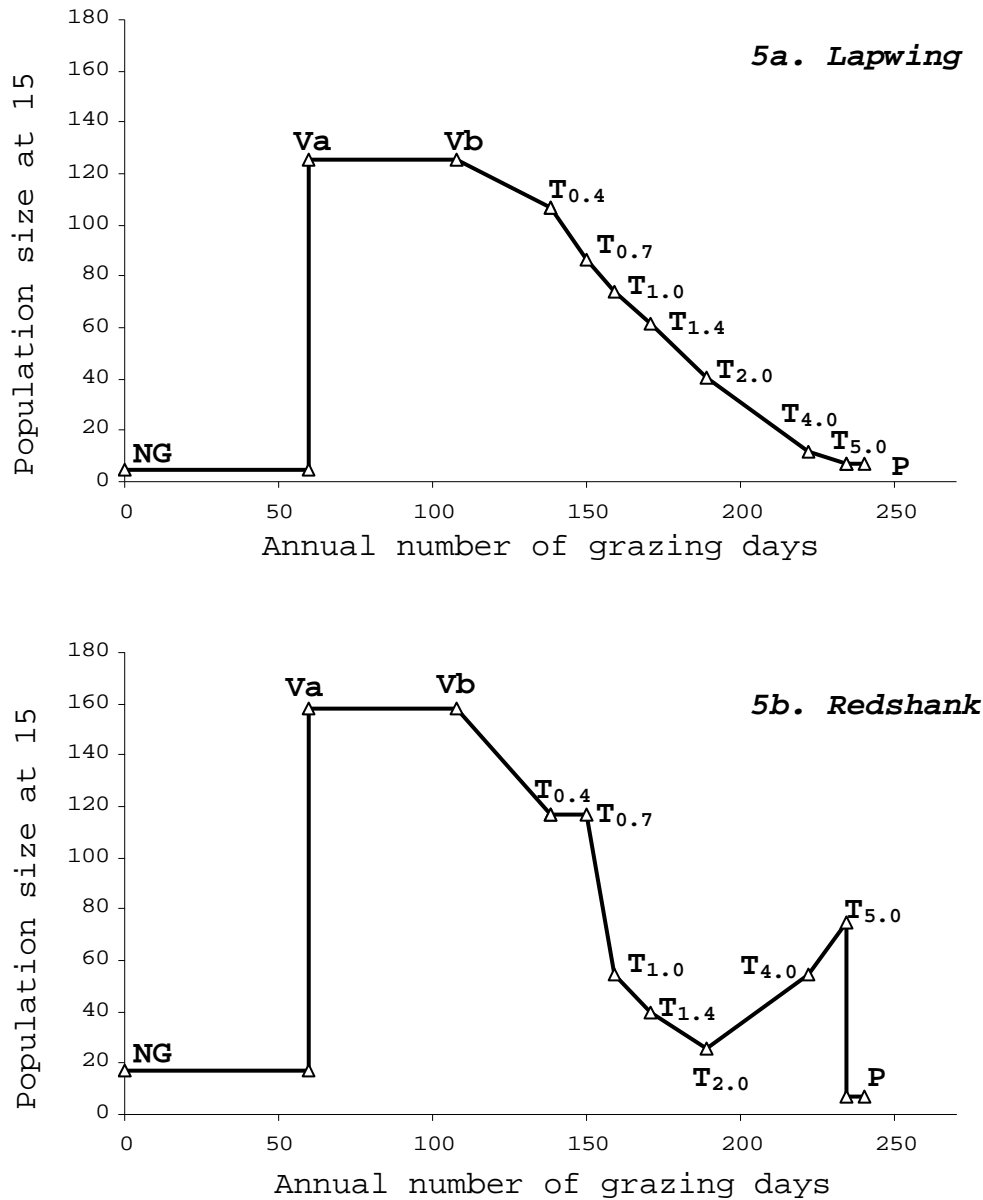 180
5a. Lapwing
160
140
Va
Vb
120
T0.4
100
T0.7
80
T1.0
60
T1.4
40
T2.0
20
T4.0
T5.0
NG
P
0
0 50 100 150 200 250
Population size at 15
Annual number of grazing days
180
Va
Vb
5b. Redshank
160
140
120
T0.4
T0.7
100
80
T5.0
60
T1.0
T4.0
40
T1.4
20
NG
T2.0
P
0
0 50 100 150 200 250
Population size at 15
Annual number of grazing days